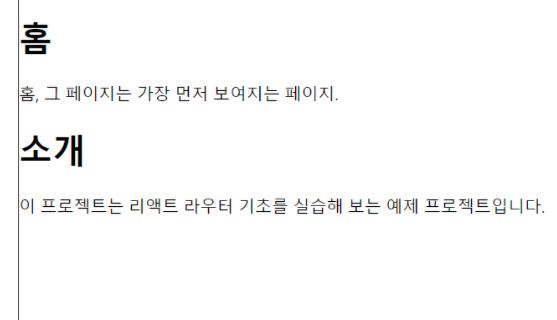 홈
홈, 그 페이지는 가장 먼저 보여지는 페이지.
소개
이 프로젝트는 리액트 라우터 기초를 실습해 보는 예제 프로젝트입니다.